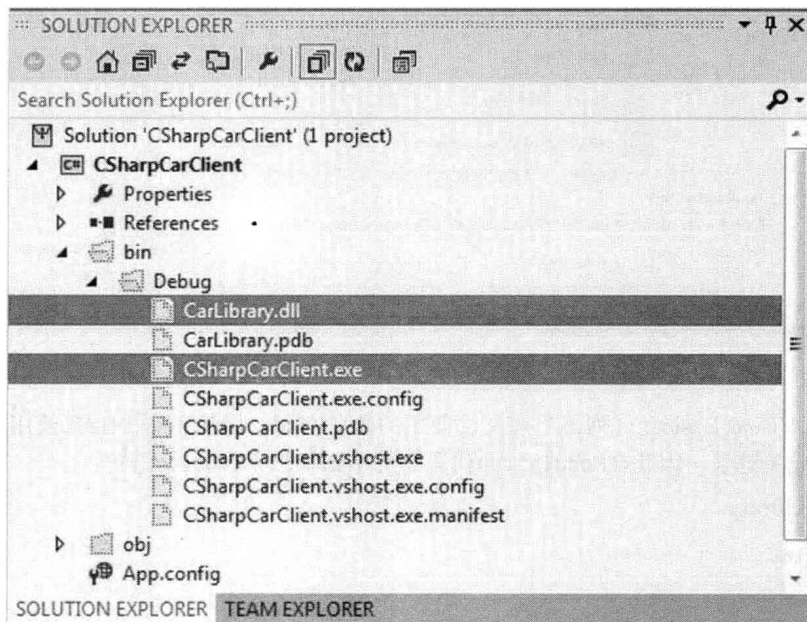 SOLUTION EXPLORER
Search Solution Explorer (Ctrl+;)
Solution 'CSharpCarClient' (1 project)
C# CSharpCarClient
Properties
References
bin
Debug
CarLibrary.dll
CarLibrary.pdb
CSharpCarClient.exe
CSharpCarClient.exe.config
CSharpCarClient.pdb
CSharpCarClient.vshost.exe
CSharpCarClient.vshost.exe.config
CSharpCarClient.vshost.exe.manifest
obj
App.config
SOLUTION EXPLORER TEAM EXPLORER